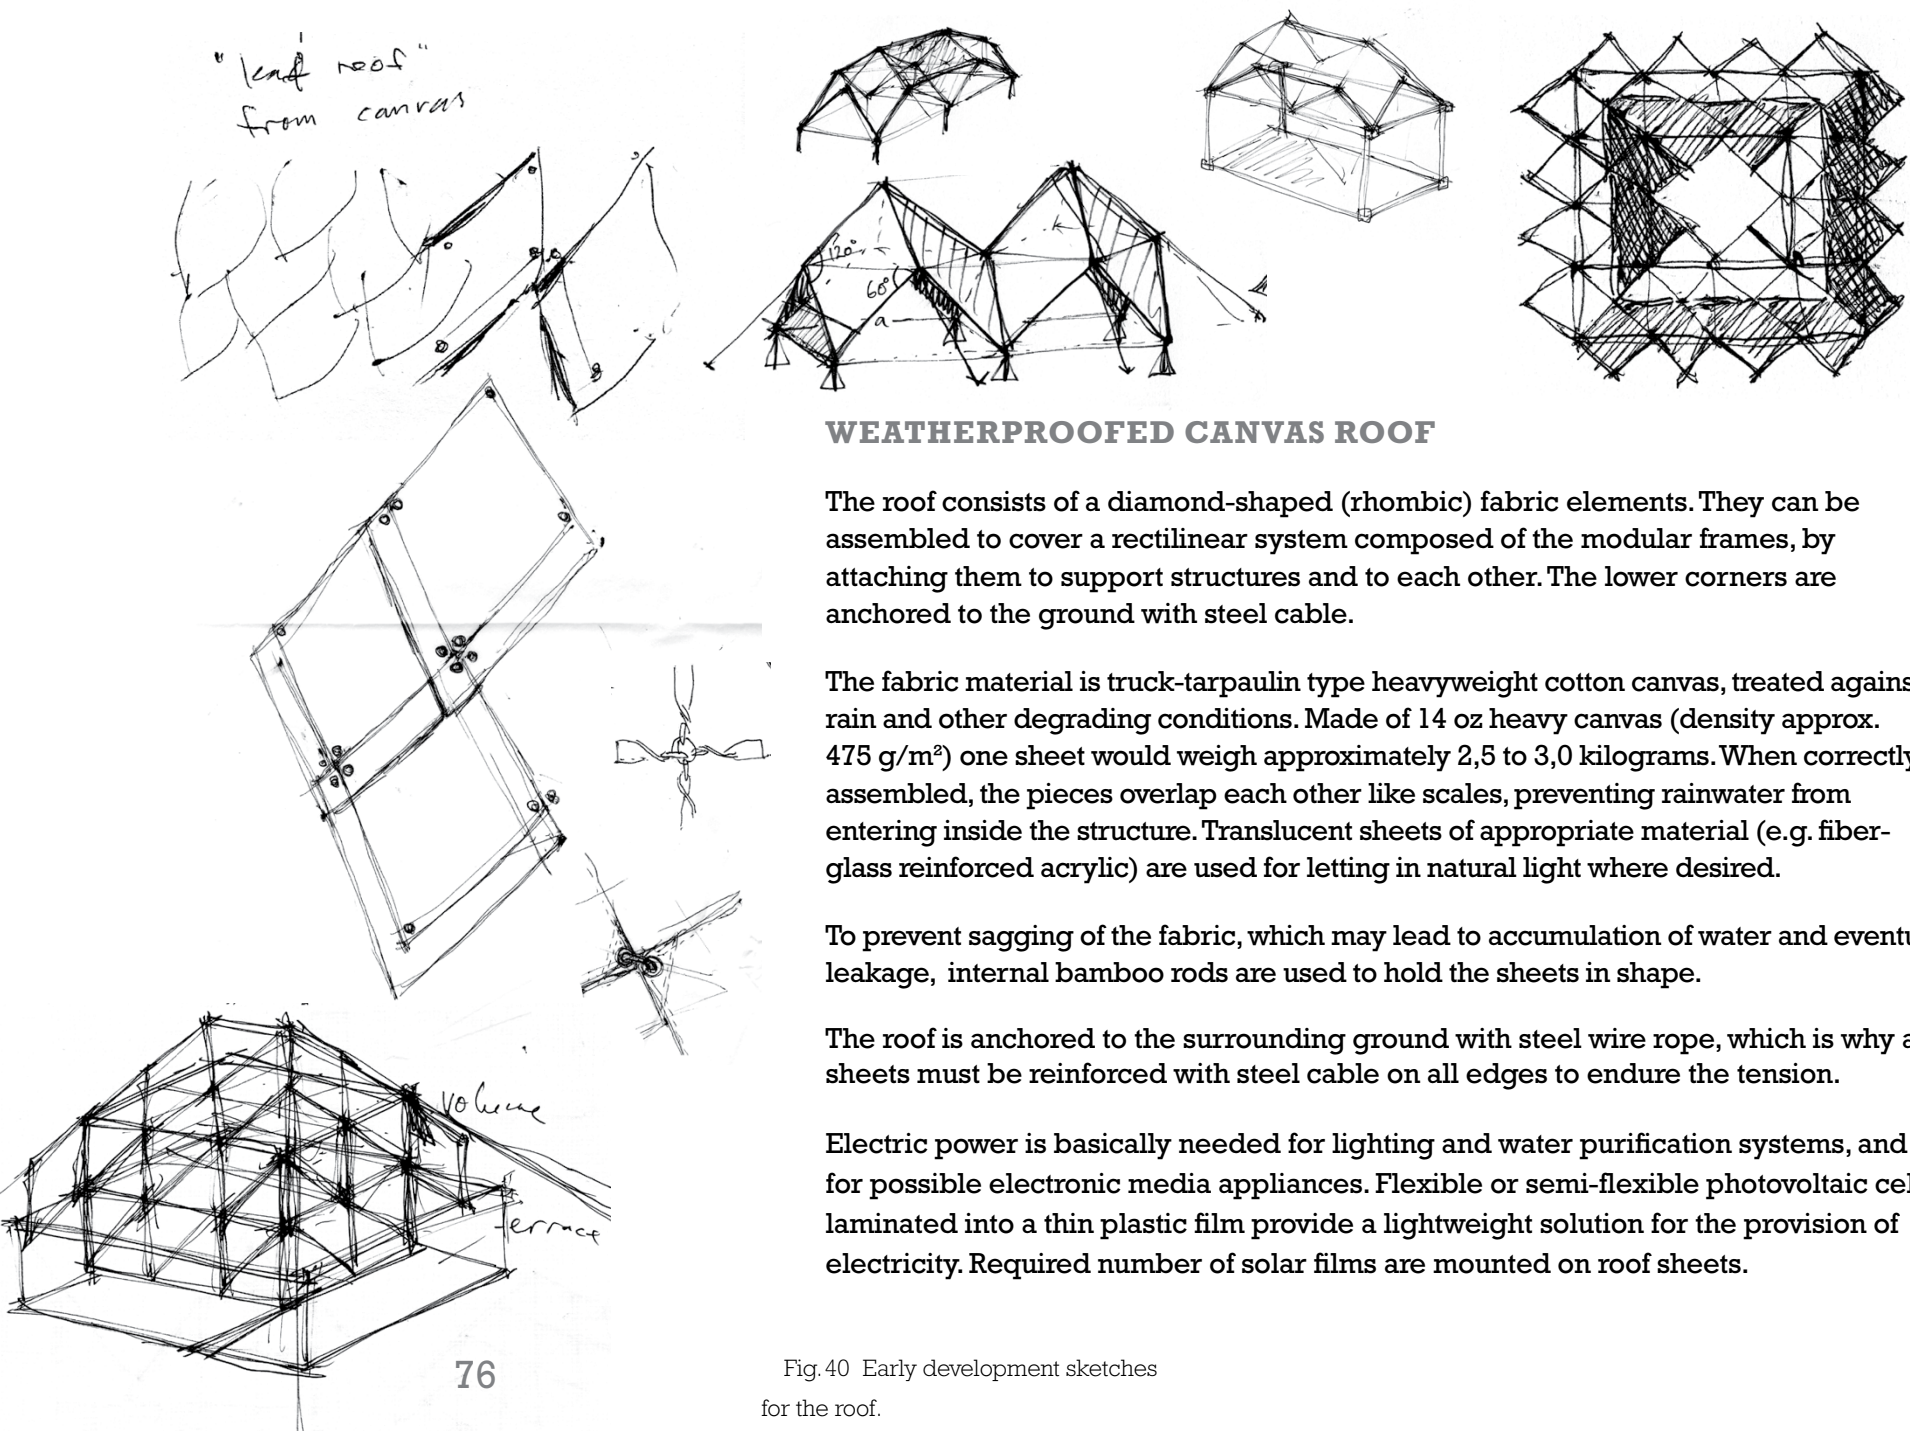 "leaf roof"
from canvas
120°
60°
a
WEATHERPROOFED CANVAS ROOF
The roof consists of a diamond-shaped (rhombic) fabric elements. They can be
assembled to cover a rectilinear system composed of the modular frames, by
attaching them to support structures and to each other. The lower corners are
anchored to the ground with steel cable.
The fabric material is truck-tarpaulin type heavyweight cotton canvas, treated agains
rain and other degrading conditions. Made of 14 oz heavy canvas (density approx.
475 g/m²) one sheet would weigh approximately 2,5 to 3,0 kilograms. When correctly
assembled, the pieces overlap each other like scales, preventing rainwater from
entering inside the structure. Translucent sheets of appropriate material (e.g. fiber-
glass reinforced acrylic) are used for letting in natural light where desired.
To prevent sagging of the fabric, which may lead to accumulation of water and eventu
leakage,  internal bamboo rods are used to hold the sheets in shape.
The roof is anchored to the surrounding ground with steel wire rope, which is why a
sheets must be reinforced with steel cable on all edges to endure the tension.
Electric power is basically needed for lighting and water purification systems, and
for possible electronic media appliances. Flexible or semi-flexible photovoltaic cel
laminated into a thin plastic film provide a lightweight solution for the provision of
electricity. Required number of solar films are mounted on roof sheets.
volume
terrace
76
Fig. 40  Early development sketches
for the roof.